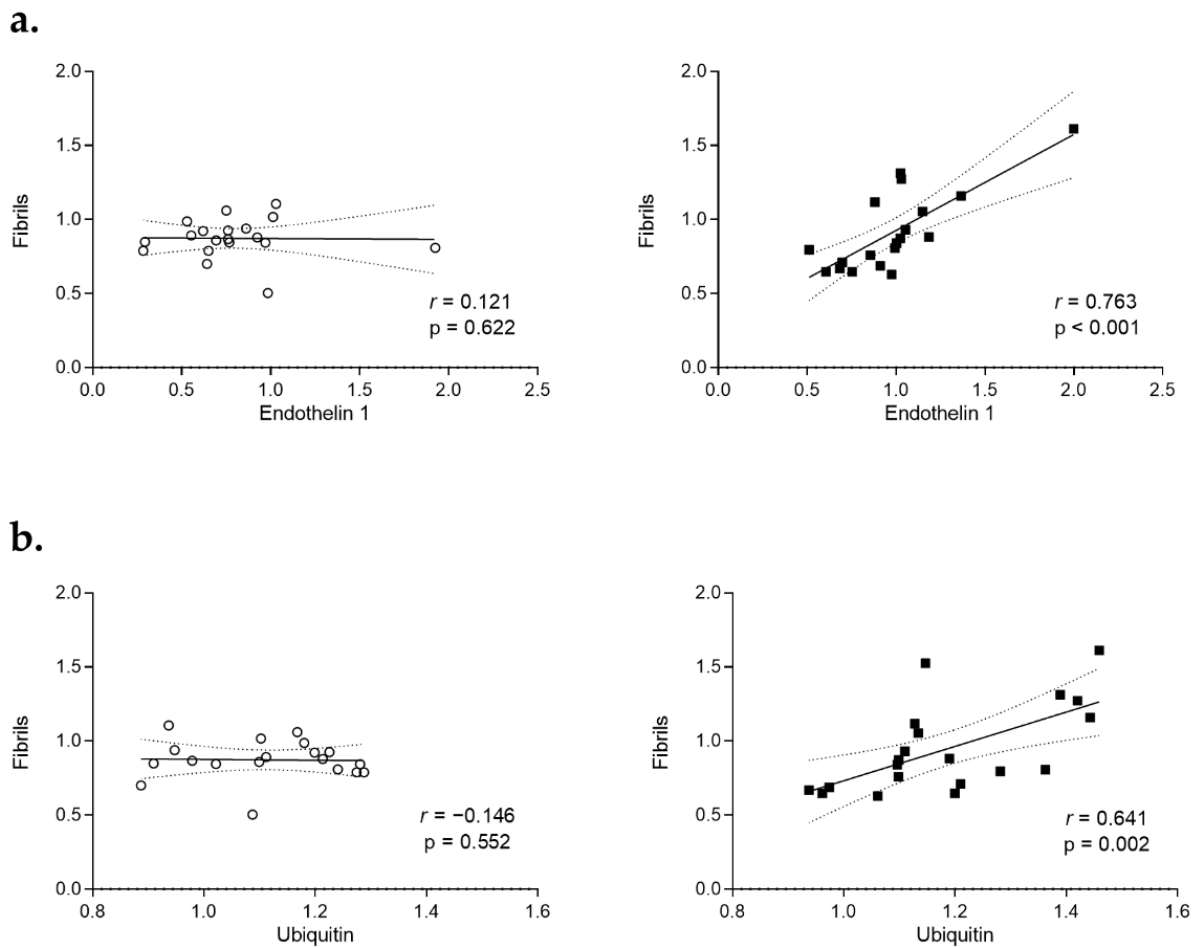 a.
2.0
1.5
1.0
0.5
0.0
Fibrils
0.0 0.5 1.0 1.5 2.0 2.5
Endothelin 1
r = 0.121
p = 0.622
2.0
1.5
1.0
0.5
0.0
Fibrils
0.0 0.5 1.0 1.5 2.0 2.5
Endothelin 1
r = 0.763
p < 0.001
b.
2.0
1.5
1.0
0.5
0.0
Fibrils
0.8 1.0 1.2 1.4 1.6
Ubiquitin
r = −0.146
p = 0.552
2.0
1.5
1.0
0.5
0.0
Fibrils
0.8 1.0 1.2 1.4 1.6
Ubiquitin
r = 0.641
p = 0.002